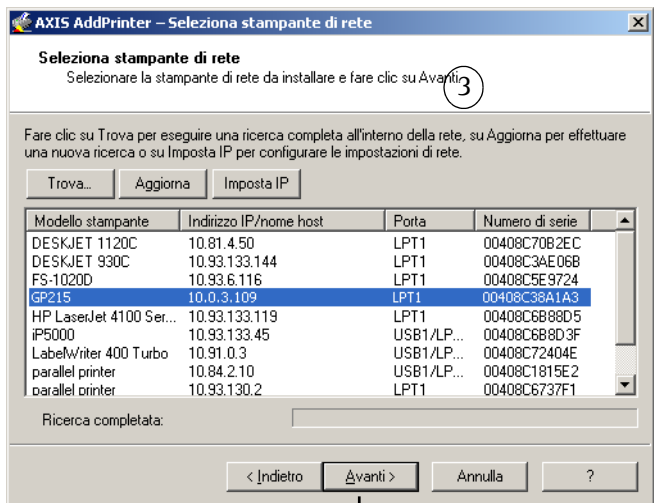 AXIS AddPrinter – Seleziona stampante di rete
Seleziona stampante di rete
Selezionare la stampante di rete da installare e fare clic su Avanti.
3
Fare clic su Trova per eseguire una ricerca completa all'interno della rete, su Aggiorna per effettuare
una nuova ricerca o su Imposta IP per configurare le impostazioni di rete.
Trova... Aggiorna Imposta IP
Modello stampante Indirizzo IP/nome host Porta Numero di serie
DESKJET 1120C 10.81.4.50 LPT1 00408C70B2EC
DESKJET 930C 10.93.133.144 LPT1 00408C3AE06B
FS-1020D 10.93.6.116 LPT1 00408C5E9724
GP215 10.0.3.109 LPT1 00408C38A1A3
HP LaserJet 4100 Ser... 10.93.133.119 LPT1 00408C6B88D5
iP5000 10.93.133.45 USB1/LP... 00408C6B8D3F
LabelWriter 400 Turbo 10.91.0.3 USB1/LP... 00408C72404E
parallel printer 10.84.2.10 USB1/LP... 00408C1815E2
parallel printer 10.93.130.2 LPT1 00408C6737F1
Ricerca completata:
< Indietro Avanti > Annulla ?